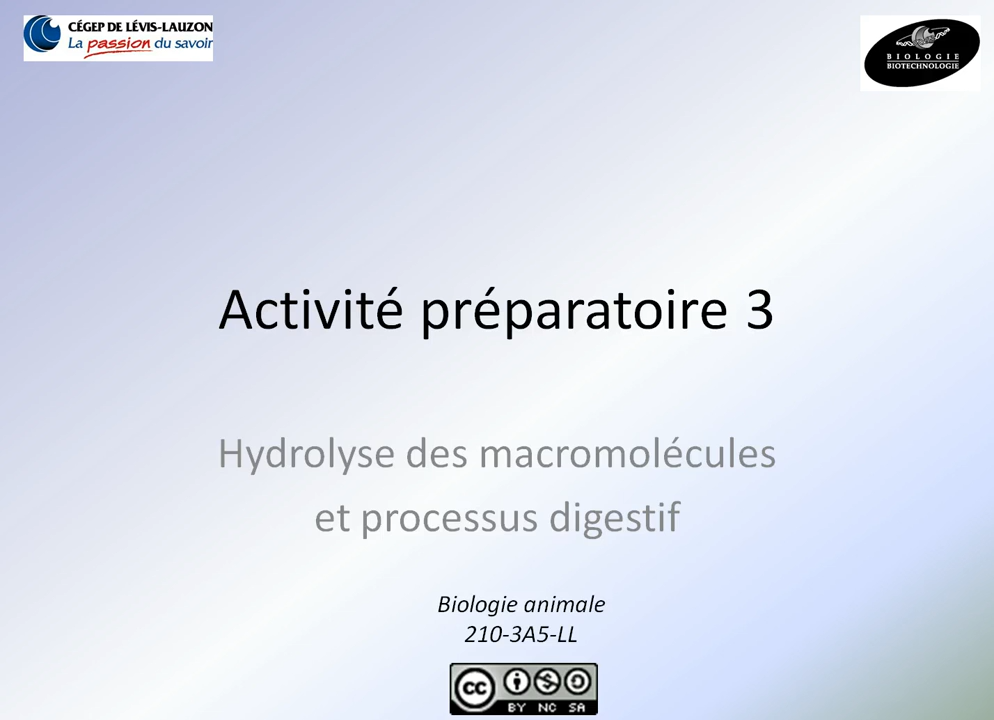 CÉGEP DE LÉVIS-LAUZON
La passion du savoir
BIOLOGIE
BIOTECHNOLOGIE
Activité préparatoire 3
Hydrolyse des macromolécules
et processus digestif
Biologie animale
210-3A5-LL
cc
BY NC SA